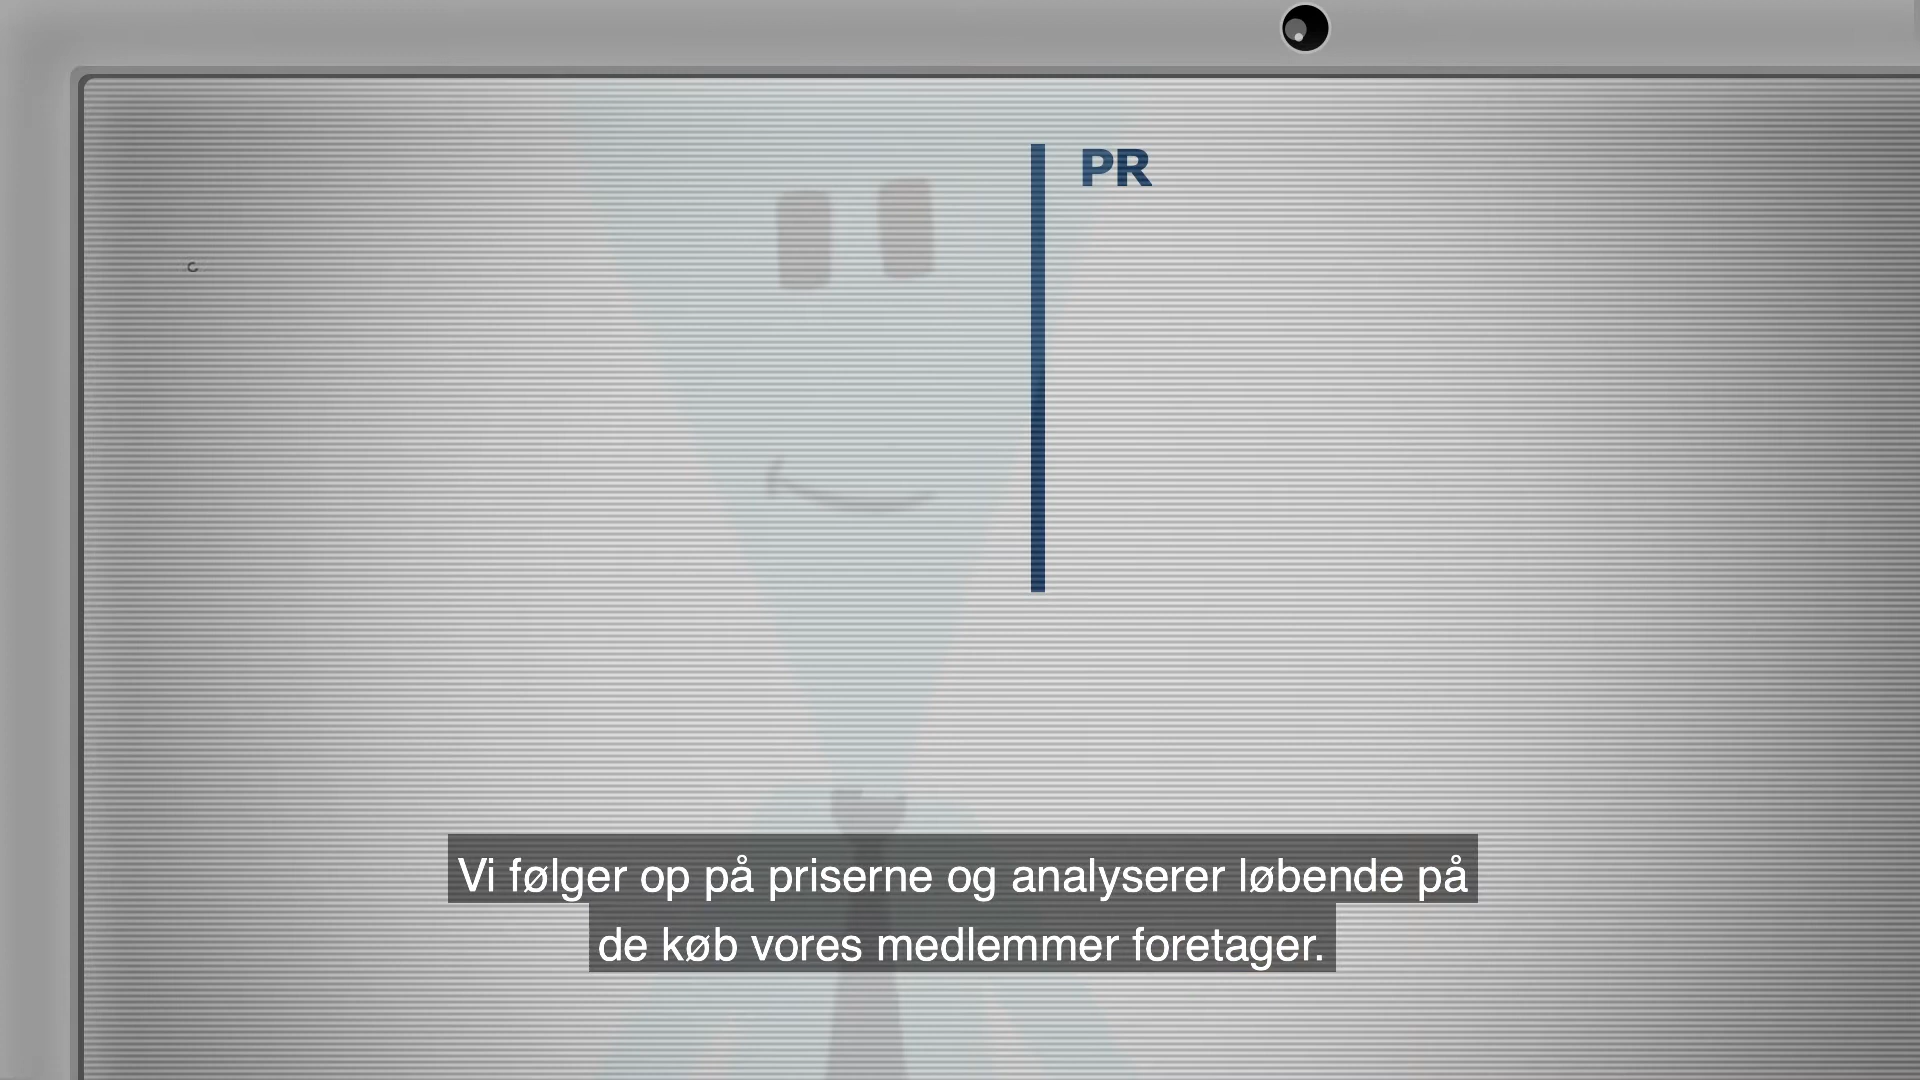 PR
Vi følger op på priserne og analyserer løbende på
de køb vores medlemmer foretager.